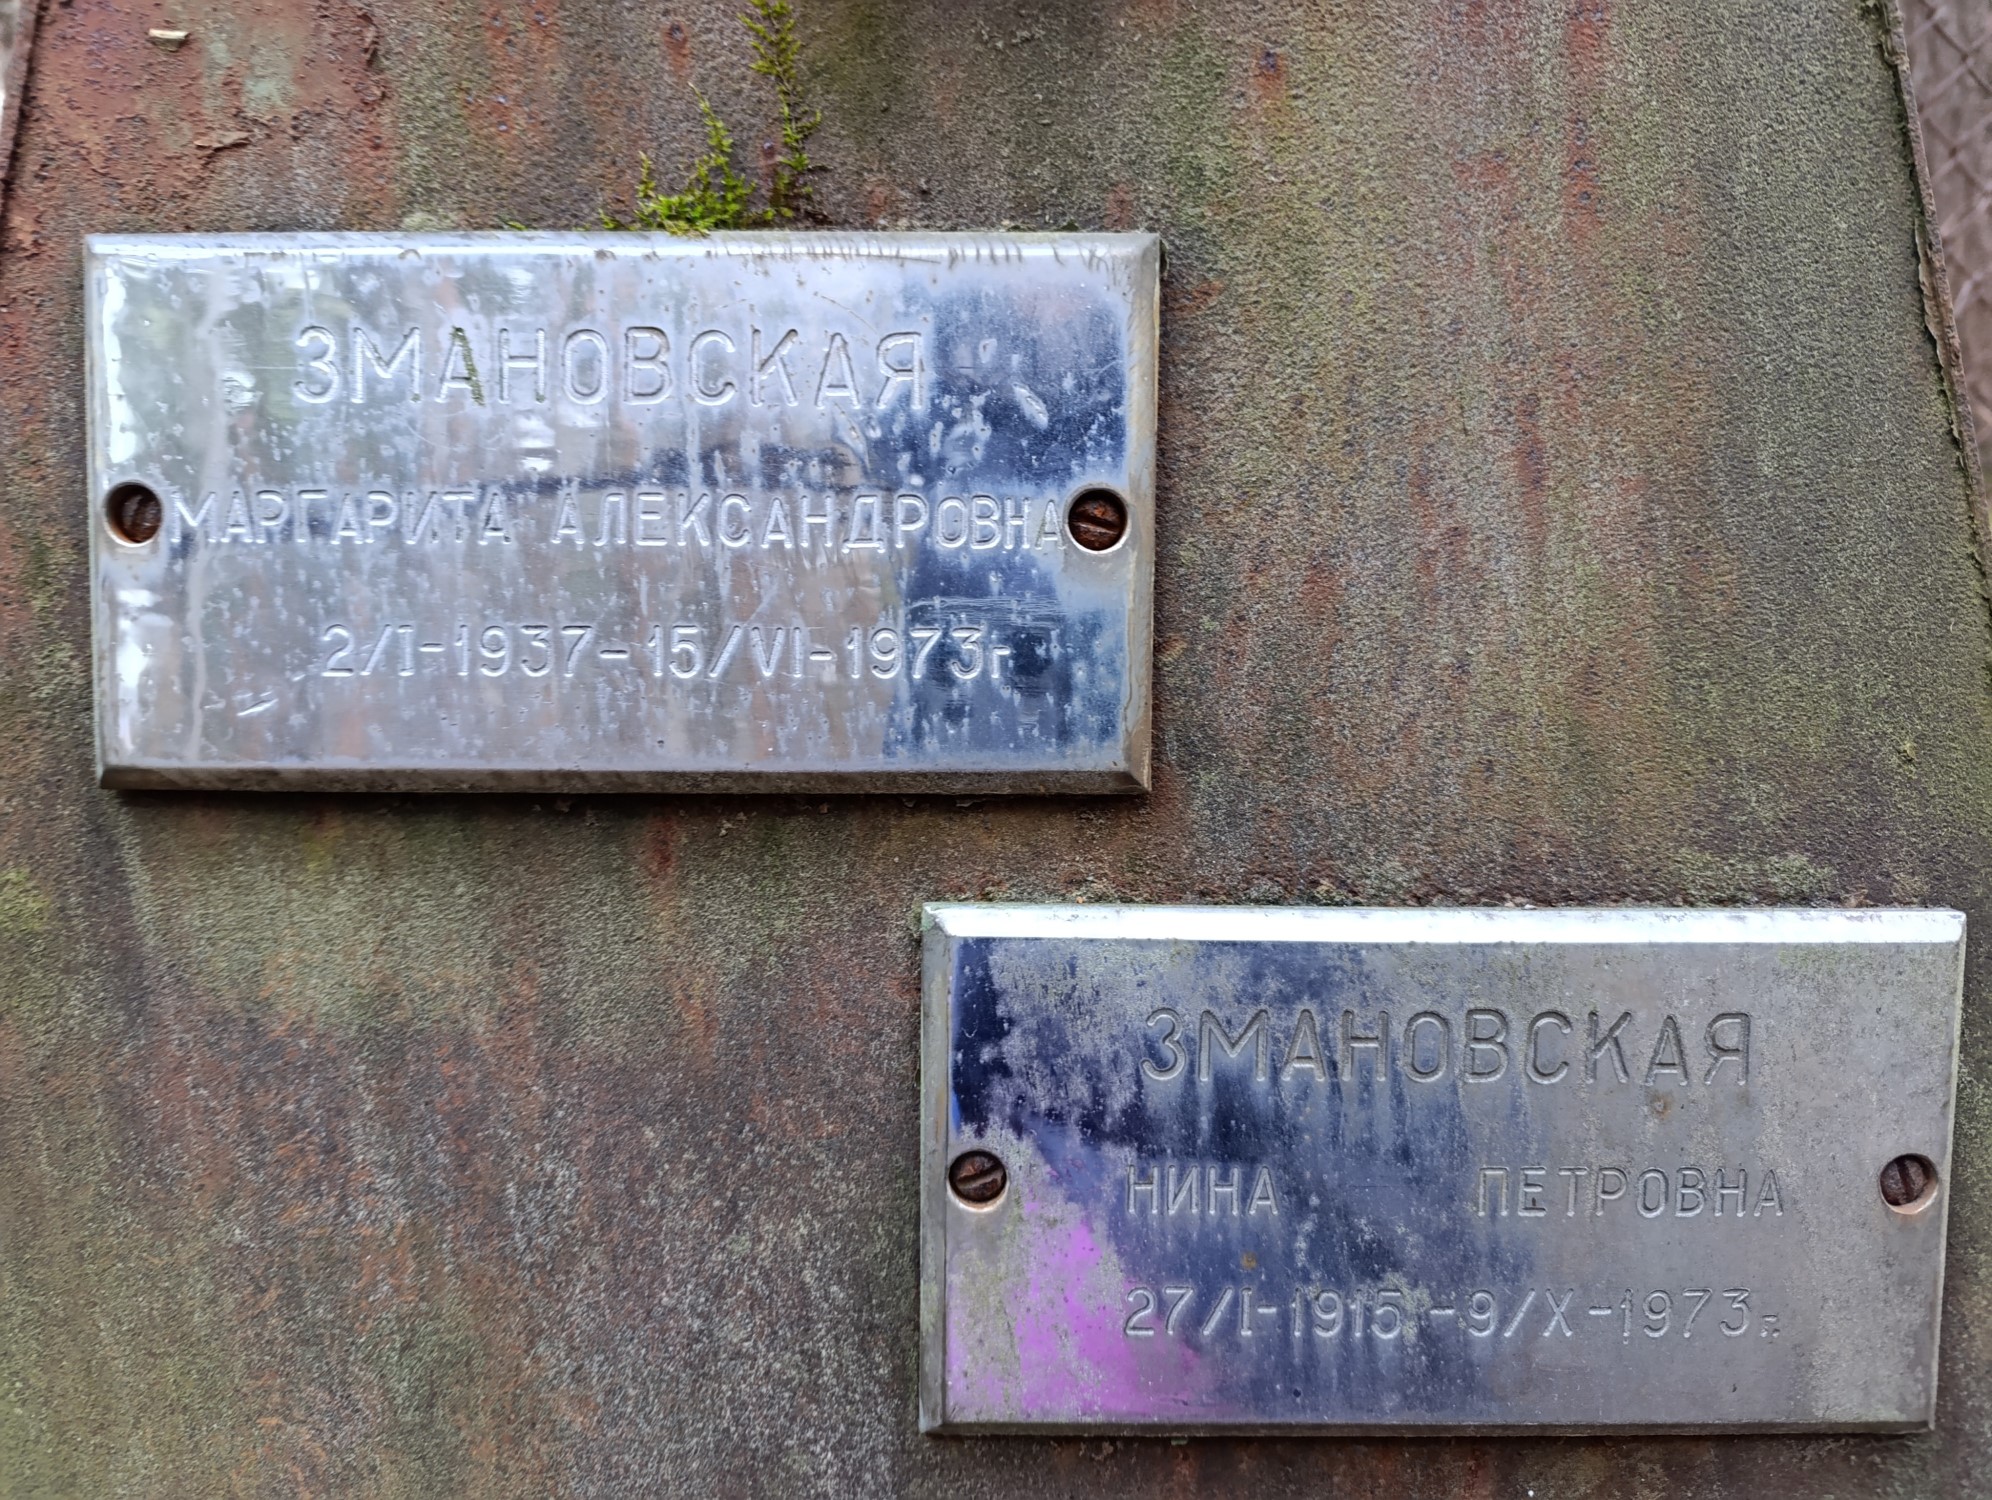 ЗМАНОВСКАЯ
МАРГАРИТА АЛЕКСАНДРОВНА
2/I-1937-15/VI-1973г
ЗМАНОВСКАЯ
НИНА ПЕТРОВНА
27/I-1915-9/X-1973г.